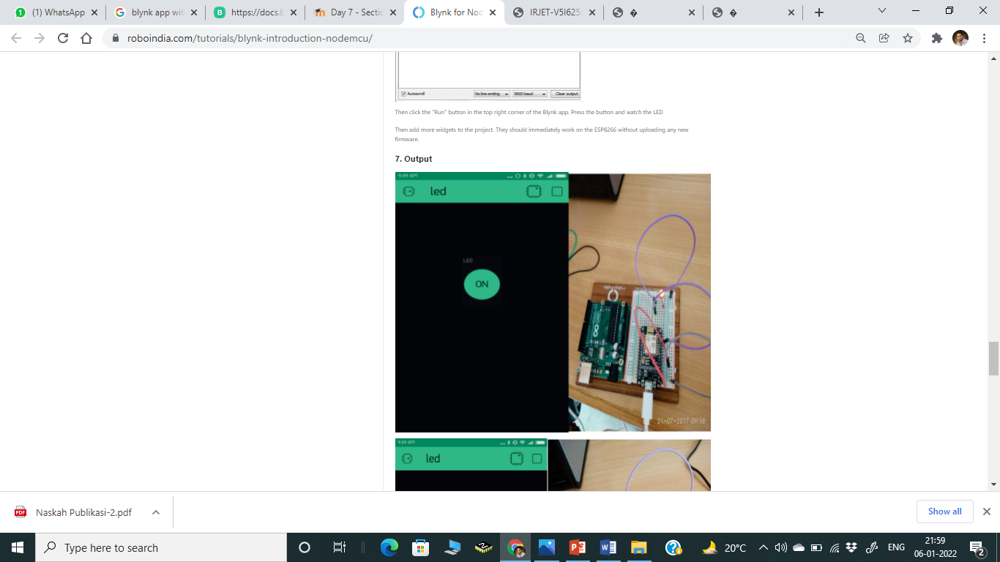 (1) WhatsApp
blynk app wit
https://docs.b
Day 7 - Sectio
Blynk for Nod
IRJET-V5I625
roboindia.com/tutorials/blynk-introduction-nodemcu/
Autoscroll
No line ending
9600 baud
Clear output
Then click the “Run” button in the top right corner of the Blynk app. Press the button and watch the LED
Then add more widgets to the project. They should immediately work on the ESP8266 without uploading any new
firmware.
7. Output
9:59 AM
led
LED
ON
21-07-2017 09:58
9:59 AM
led
PDF
Naskah Publikasi-2.pdf
Show all
Type here to search
20°C
ENG
21:59
06-01-2022
2